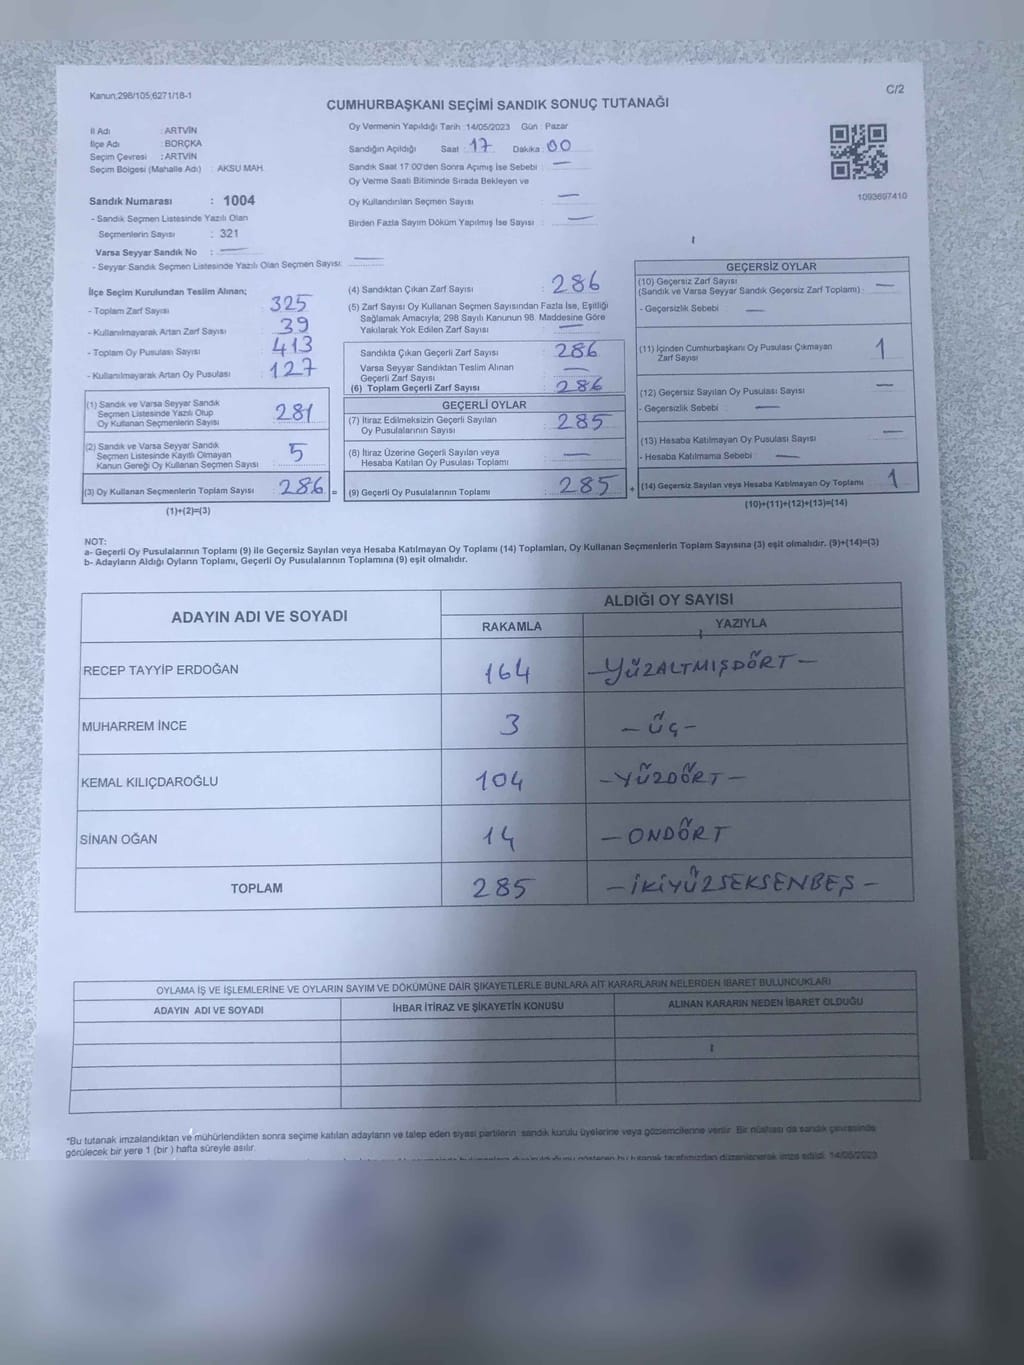 Kanun;298/105;6271/18-1
C/2
CUMHURBAŞKANI SEÇİMİ SANDIK SONUÇ TUTANAĞI
İl Adı : ARTVİN
İlçe Adı : BORÇKA
Seçim Çevresi : ARTVİN
Seçim Bölgesi (Mahalle Adı) : AKSU MAH.
Sandık Numarası : 1004
- Sandık Seçmen Listesinde Yazılı Olan
Seçmenlerin Sayısı : 321
Varsa Seyyar Sandık No :
- Seyyar Sandık Seçmen Listesinde Yazılı Olan Seçmen Sayısı:
Oy Vermenin Yapıldığı Tarih :14/05/2023 Gün : Pazar
Sandığın Açıldığı Saat : 17 Dakika : 00
Sandık Saat 17:00'den Sonra Açımış İse Sebebi :
Oy Verme Saati Bitiminde Sırada Bekleyen ve
Oy Kullandırılan Seçmen Sayısı :
Birden Fazla Sayım Döküm Yapılmış İse Sayısı :
1093697410
İlçe Seçim Kurulundan Teslim Alınan;
- Toplam Zarf Sayısı : 325
- Kullanılmayarak Artan Zarf Sayısı : 39
- Toplam Oy Pusulası Sayısı : 413
- Kullanılmayarak Artan Oy Pusulası : 127
(1) Sandık ve Varsa Seyyar Sandık
Seçmen Listesinde Yazılı Olup
Oy Kullanan Seçmenlerin Sayısı : 281
(2) Sandık ve Varsa Seyyar Sandık
Seçmen Listesinde Kayıtlı Olmayan
Kanun Gereği Oy Kullanan Seçmen Sayısı : 5
(3) Oy Kullanan Seçmenlerin Toplam Sayısı : 286 =
(1)+(2)=(3)
(4) Sandıktan Çıkan Zarf Sayısı : 286
(5) Zarf Sayısı Oy Kullanan Seçmen Sayısından Fazla İse, Eşitliği
Sağlamak Amacıyla; 298 Sayılı Kanunun 98. Maddesine Göre
Yakılarak Yok Edilen Zarf Sayısı :
Sandıkta Çıkan Geçerli Zarf Sayısı : 286
Varsa Seyyar Sandıktan Teslim Alınan
Geçerli Zarf Sayısı
(6) Toplam Geçerli Zarf Sayısı : 286
GEÇERLİ OYLAR
(7) İtiraz Edilmeksizin Geçerli Sayılan
Oy Pusulalarının Sayısı : 285
(8) İtiraz Üzerine Geçerli Sayılan veya
Hesaba Katılan Oy Pusulası Toplamı :
(9) Geçerli Oy Pusulalarının Toplamı : 285 +
GEÇERSİZ OYLAR
(10) Geçersiz Zarf Sayısı
(Sandık ve Varsa Seyyar Sandık Geçersiz Zarf Toplamı) :
- Geçersizlik Sebebi :
(11) İçinden Cumhurbaşkanı Oy Pusulası Çıkmayan
Zarf Sayısı 1
(12) Geçersiz Sayılan Oy Pusulası Sayısı
- Geçersizlik Sebebi :
(13) Hesaba Katılmayan Oy Pusulası Sayısı
- Hesaba Katılmama Sebebi :
(14) Geçersiz Sayılan veya Hesaba Katılmayan Oy Toplamı 1
(10)+(11)+(12)+(13)=(14)
NOT:
a- Geçerli Oy Pusulalarının Toplamı (9) ile Geçersiz Sayılan veya Hesaba Katılmayan Oy Toplamı (14) Toplamları, Oy Kullanan Seçmenlerin Toplam Sayısına (3) eşit olmalıdır. (9)+(14)=(3)
b- Adayların Aldığı Oyların Toplamı, Geçerli Oy Pusulalarının Toplamına (9) eşit olmalıdır.
ADAYIN ADI VE SOYADI
ALDIĞI OY SAYISI
RAKAMLA YAZIYLA
RECEP TAYYİP ERDOĞAN 164 - YÜZALTMIŞDÖRT -
MUHARREM İNCE 3 - ÜÇ -
KEMAL KILIÇDAROĞLU 104 - YÜZDÖRT -
SİNAN OĞAN 14 - ONDÖRT
TOPLAM 285 - İKİYÜZSEKSENBEŞ -
OYLAMA İŞ VE İŞLEMLERİNE VE OYLARIN SAYIM VE DÖKÜMÜNE DAİR ŞİKAYETLERLE BUNLARA AİT KARARLARIN NELERDEN İBARET BULUNDUKLARI
ADAYIN ADI VE SOYADI İHBAR İTİRAZ VE ŞİKAYETİN KONUSU ALINAN KARARIN NEDEN İBARET OLDUĞU
*Bu tutanak imzalandıktan ve mühürlendikten sonra seçime katılan adayların ve talep eden siyasi partilerin sandık kurulu üyelerine veya gözlemcilerine verilir. Bir nüshası da sandık çevresinde
görülecek bir yere 1 (bir ) hafta süreyle asılır.
bu tutanak tarafımızdan düzenlenerek imza edildi. 14/05/2023